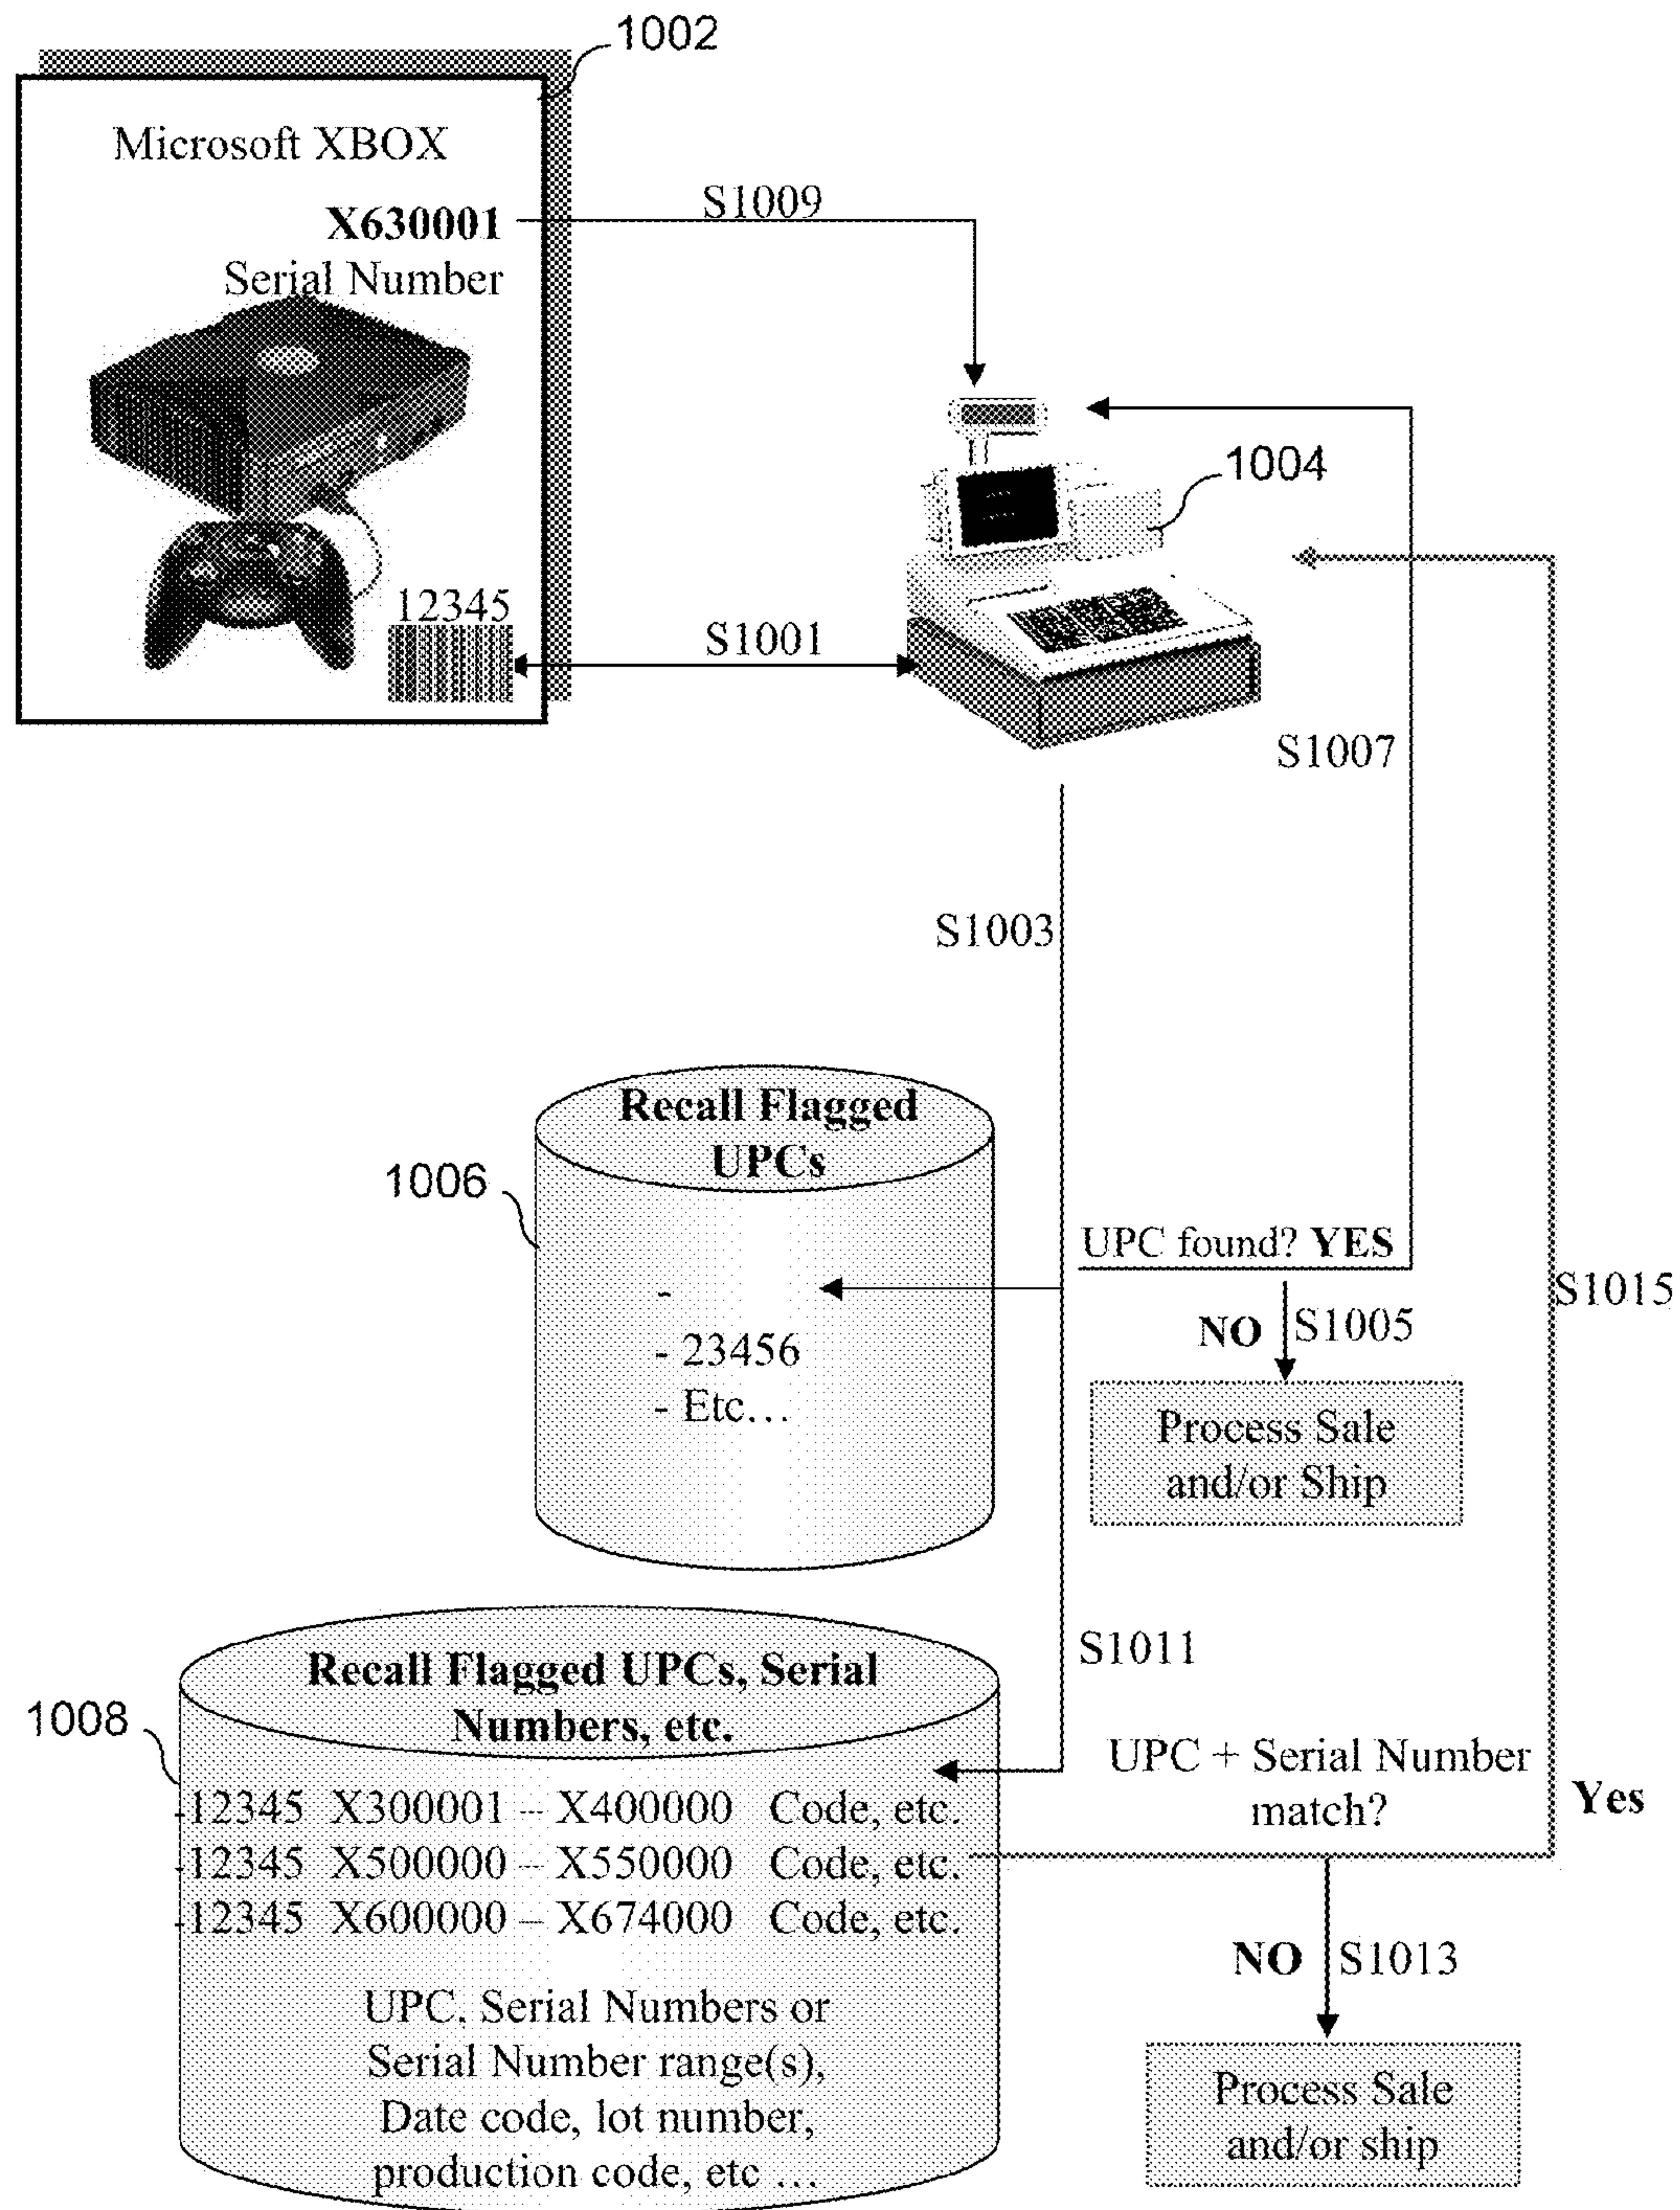 1002
Microsoft XBOX
X630001
Serial Number
S1009
1004
12345
S1001
S1007
S1003
Recall Flagged
UPCs
1006
UPC found? YES
-
S1015
NO S1005
- 23456
- Etc...
Process Sale
and/or Ship
S1011
Recall Flagged UPCs, Serial
Numbers, etc.
1008
UPC + Serial Number
match?
Yes
-12345 X300001 – X400000 Code, etc.
-12345 X500000 – X550000 Code, etc.
-12345 X600000 – X674000 Code, etc.
NO S1013
UPC, Serial Numbers or
Serial Number range(s),
Date code, lot number,
production code, etc ...
Process Sale
and/or ship